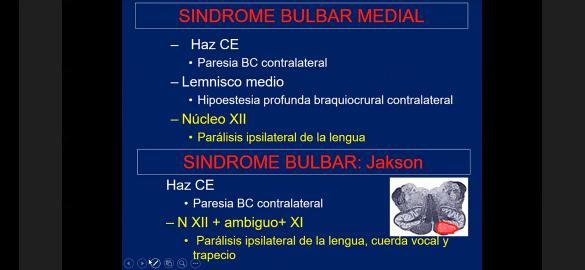 SINDROME BULBAR MEDIAL
– Haz CE
• Paresia BC contralateral
– Lemnisco medio
• Hipoestesia profunda braquiocrural contralateral
– Núcleo XII
• Parálisis ipsilateral de la lengua
SINDROME BULBAR: Jakson
Haz CE
• Paresia BC contralateral
– N XII + ambiguo+ XI
• Parálisis ipsilateral de la lengua, cuerda vocal y
trapecio